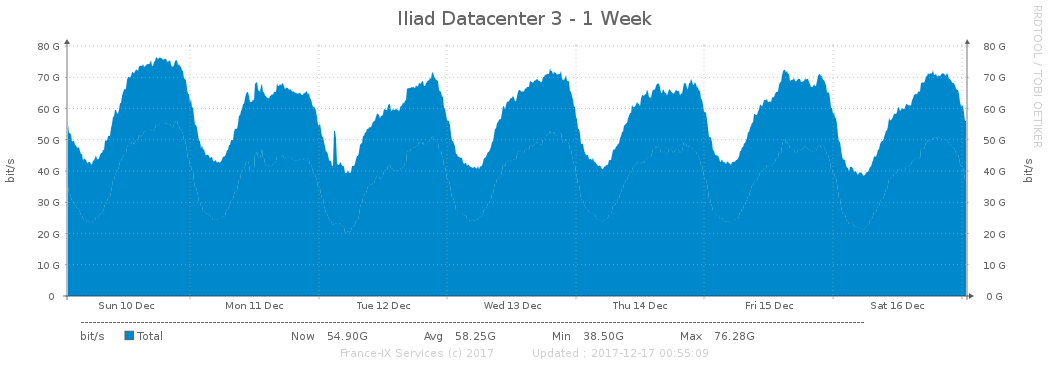 Iliad Datacenter 3 - 1 Week
RRDTOOL / TOBI OETIKER
80 G 80 G
70 G 70 G
60 G 60 G
50 G 50 G
40 G 40 G
30 G 30 G
20 G 20 G
10 G 10 G
0 0 G
bit/s bit/s
Sun 10 Dec Mon 11 Dec Tue 12 Dec Wed 13 Dec Thu 14 Dec Fri 15 Dec Sat 16 Dec
bit/s Total Now 54.90G Avg 58.25G Min 38.50G Max 76.28G
France-IX Services (c) 2017 Updated : 2017-12-17 00:55:09